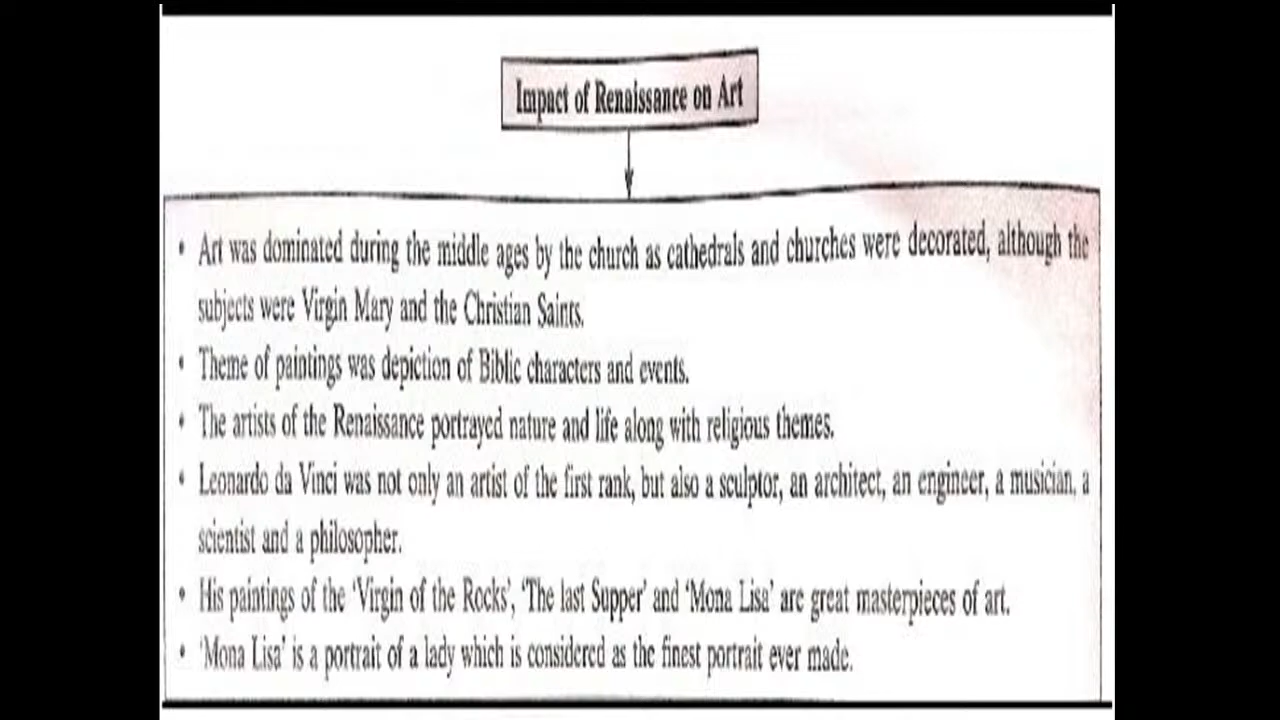 Impact of Renaissance on Art
• Art was dominated during the middle ages by the church as cathedrals and churches were decorated, although the
subjects were Virgin Mary and the Christian Saints.
• Theme of paintings was depiction of Biblic characters and events.
• The artists of the Renaissance portrayed nature and life along with religious themes.
• Leonardo da Vinci was not only an artist of the first rank, but also a sculptor, an architect, an engineer, a musician, a
scientist and a philosopher.
• His paintings of the ‘Virgin of the Rocks’, ‘The last Supper’ and ‘Mona Lisa’ are great masterpieces of art.
• ‘Mona Lisa’ is a portrait of a lady which is considered as the finest portrait ever made.